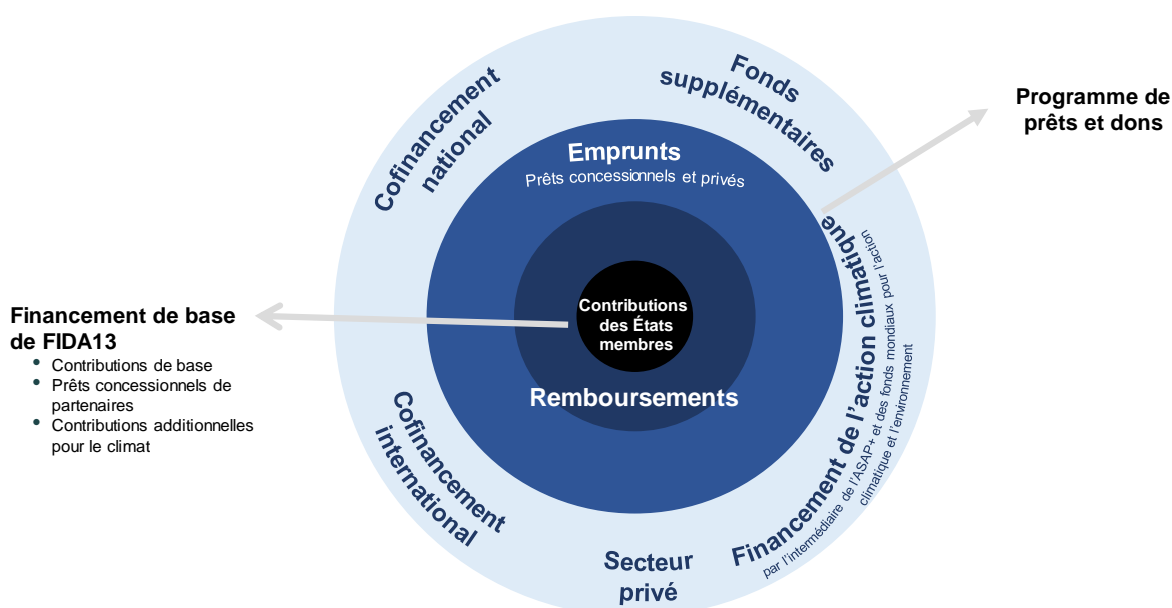 Cofinancement
national
Fonds
supplémentaires
Programme de
prêts et dons
Emprunts
Prêts concessionnels et privés
Contributions
des États
membres
Remboursements
Financement de base
de FIDA13
• Contributions de base
• Prêts concessionnels de
partenaires
• Contributions additionnelles
pour le climat
Cofinancement
international
Secteur
privé
Financement de l'action climatique
par l'intermédiaire de l'ASAP+ et des fonds mondiaux pour l'action
climatique et l'environnement